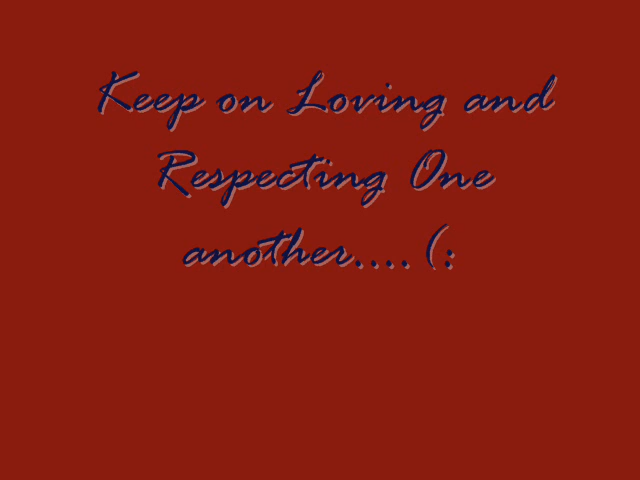 Keep on Loving and
Respecting One
another....(: